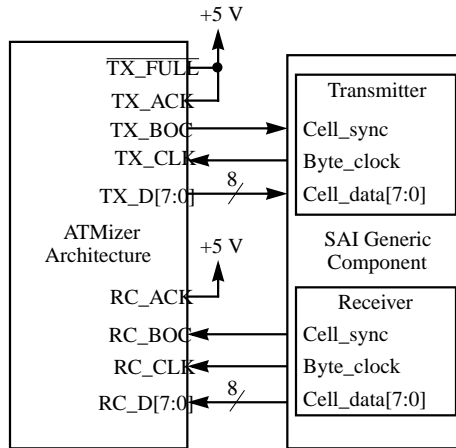 +5 V
TX_FULL
TX_ACK
TX_BOC
TX_CLK
TX_D[7:0]
8
ATMizer
Architecture
+5 V
RC_ACK
RC_BOC
RC_CLK
RC_D[7:0]
8
Transmitter
Cell_sync
Byte_clock
Cell_data[7:0]
SAI Generic
Component
Receiver
Cell_sync
Byte_clock
Cell_data[7:0]